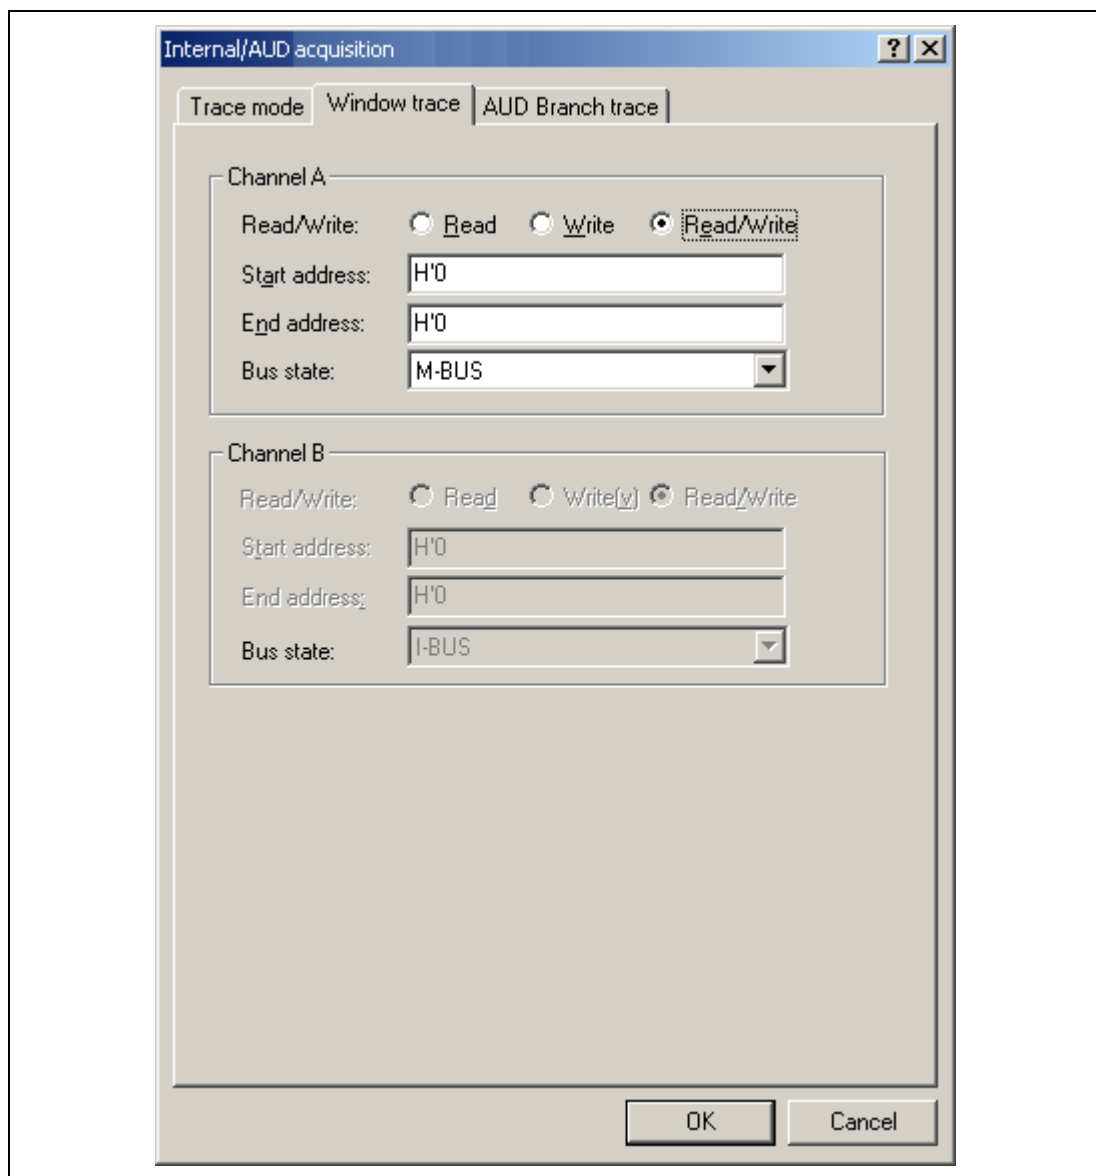 Internal/AUD acquisition
Trace mode Window trace AUD Branch trace
Channel A
Read/Write: Read Write Read/Write
Start address: H'0
End address: H'0
Bus state: M-BUS
Channel B
Read/Write: Read Write(v) Read/Write
Start address: H'0
End address: H'0
Bus state: I-BUS
OK Cancel